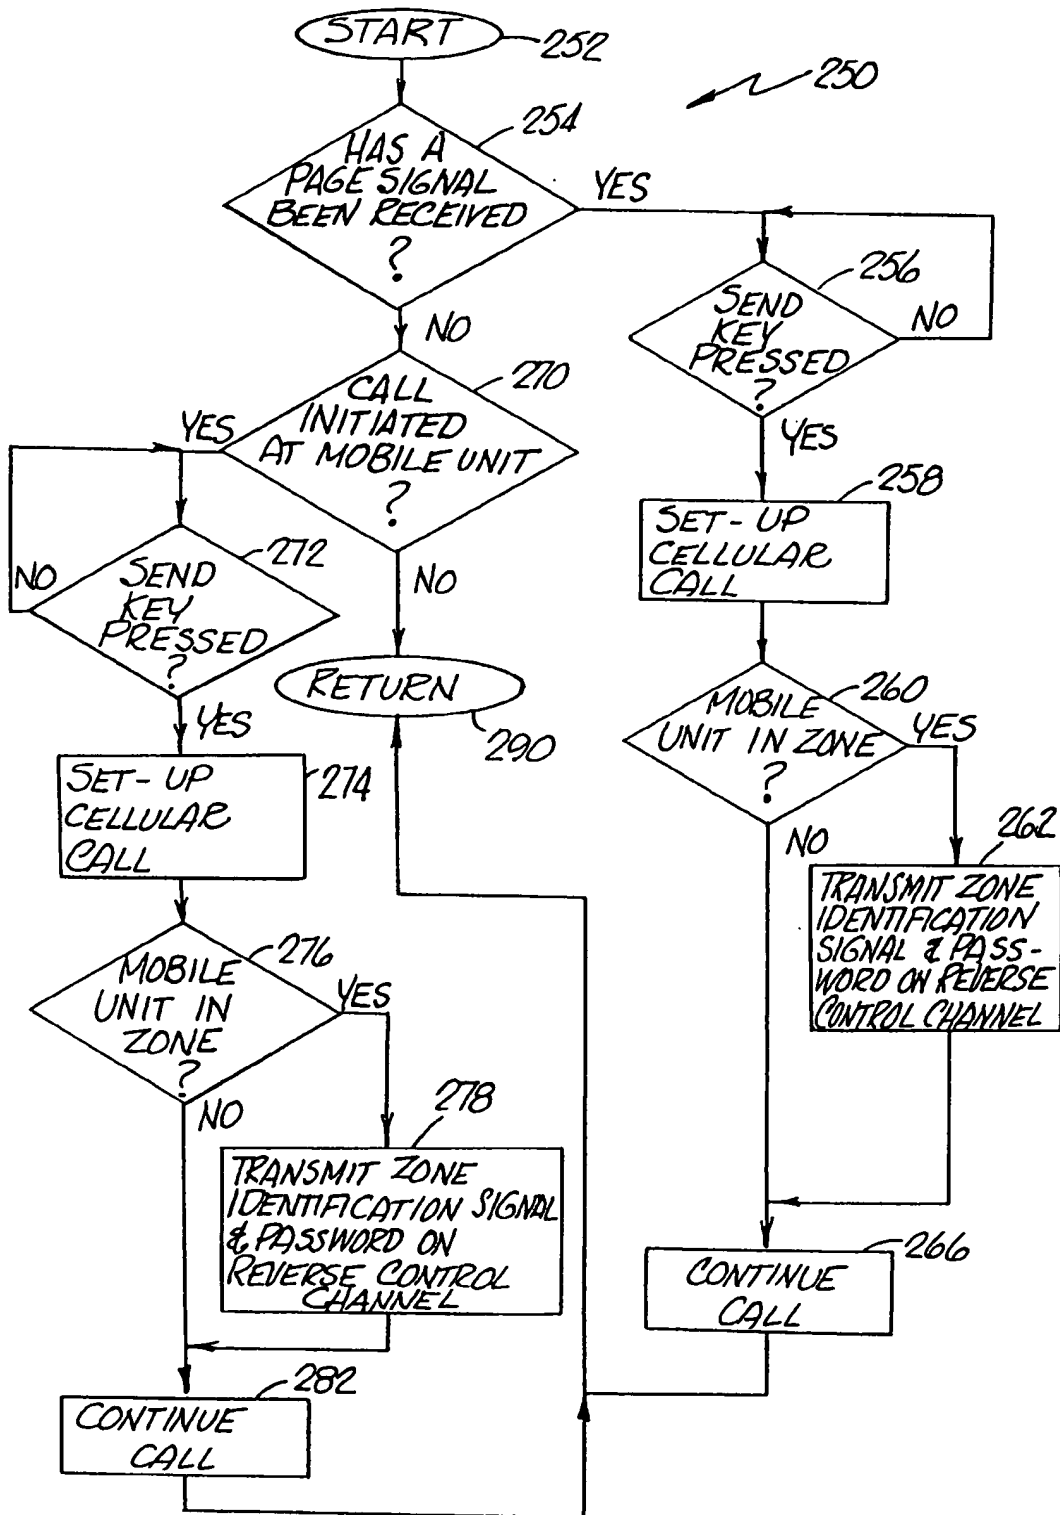 START
252
250
254
HAS A
PAGE SIGNAL
BEEN RECEIVED
?
YES
256
SEND
KEY
PRESSED
?
NO
NO
270
CALL
INITIATED
AT MOBILE UNIT
?
YES
YES
258
SET-UP
CELLULAR
CALL
272
SEND
KEY
PRESSED
?
NO
NO
RETURN
290
260
MOBILE
UNIT IN ZONE
?
YES
YES
274
SET-UP
CELLULAR
CALL
NO
262
TRANSMIT ZONE
IDENTIFICATION
SIGNAL & PASS-
WORD ON REVERSE
CONTROL CHANNEL
276
MOBILE
UNIT IN
ZONE
?
YES
NO
278
TRANSMIT ZONE
IDENTIFICATION SIGNAL
& PASSWORD ON
REVERSE CONTROL
CHANNEL
266
CONTINUE
CALL
282
CONTINUE
CALL